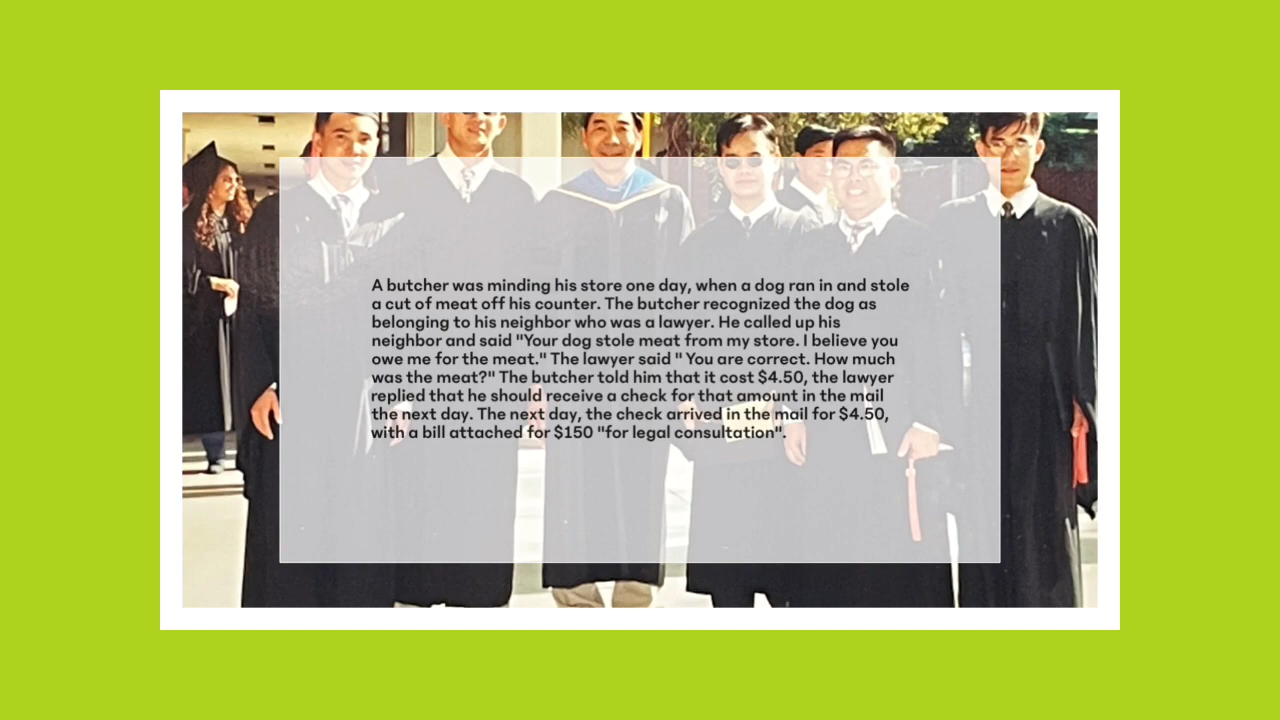 A butcher was minding his store one day, when a dog ran in and stole
a cut of meat off his counter. The butcher recognized the dog as
belonging to his neighbor who was a lawyer. He called up his
neighbor and said "Your dog stole meat from my store. I believe you
owe me for the meat." The lawyer said " You are correct. How much
was the meat?" The butcher told him that it cost $4.50, the lawyer
replied that he should receive a check for that amount in the mail
the next day. The next day, the check arrived in the mail for $4.50,
with a bill attached for $150 "for legal consultation".